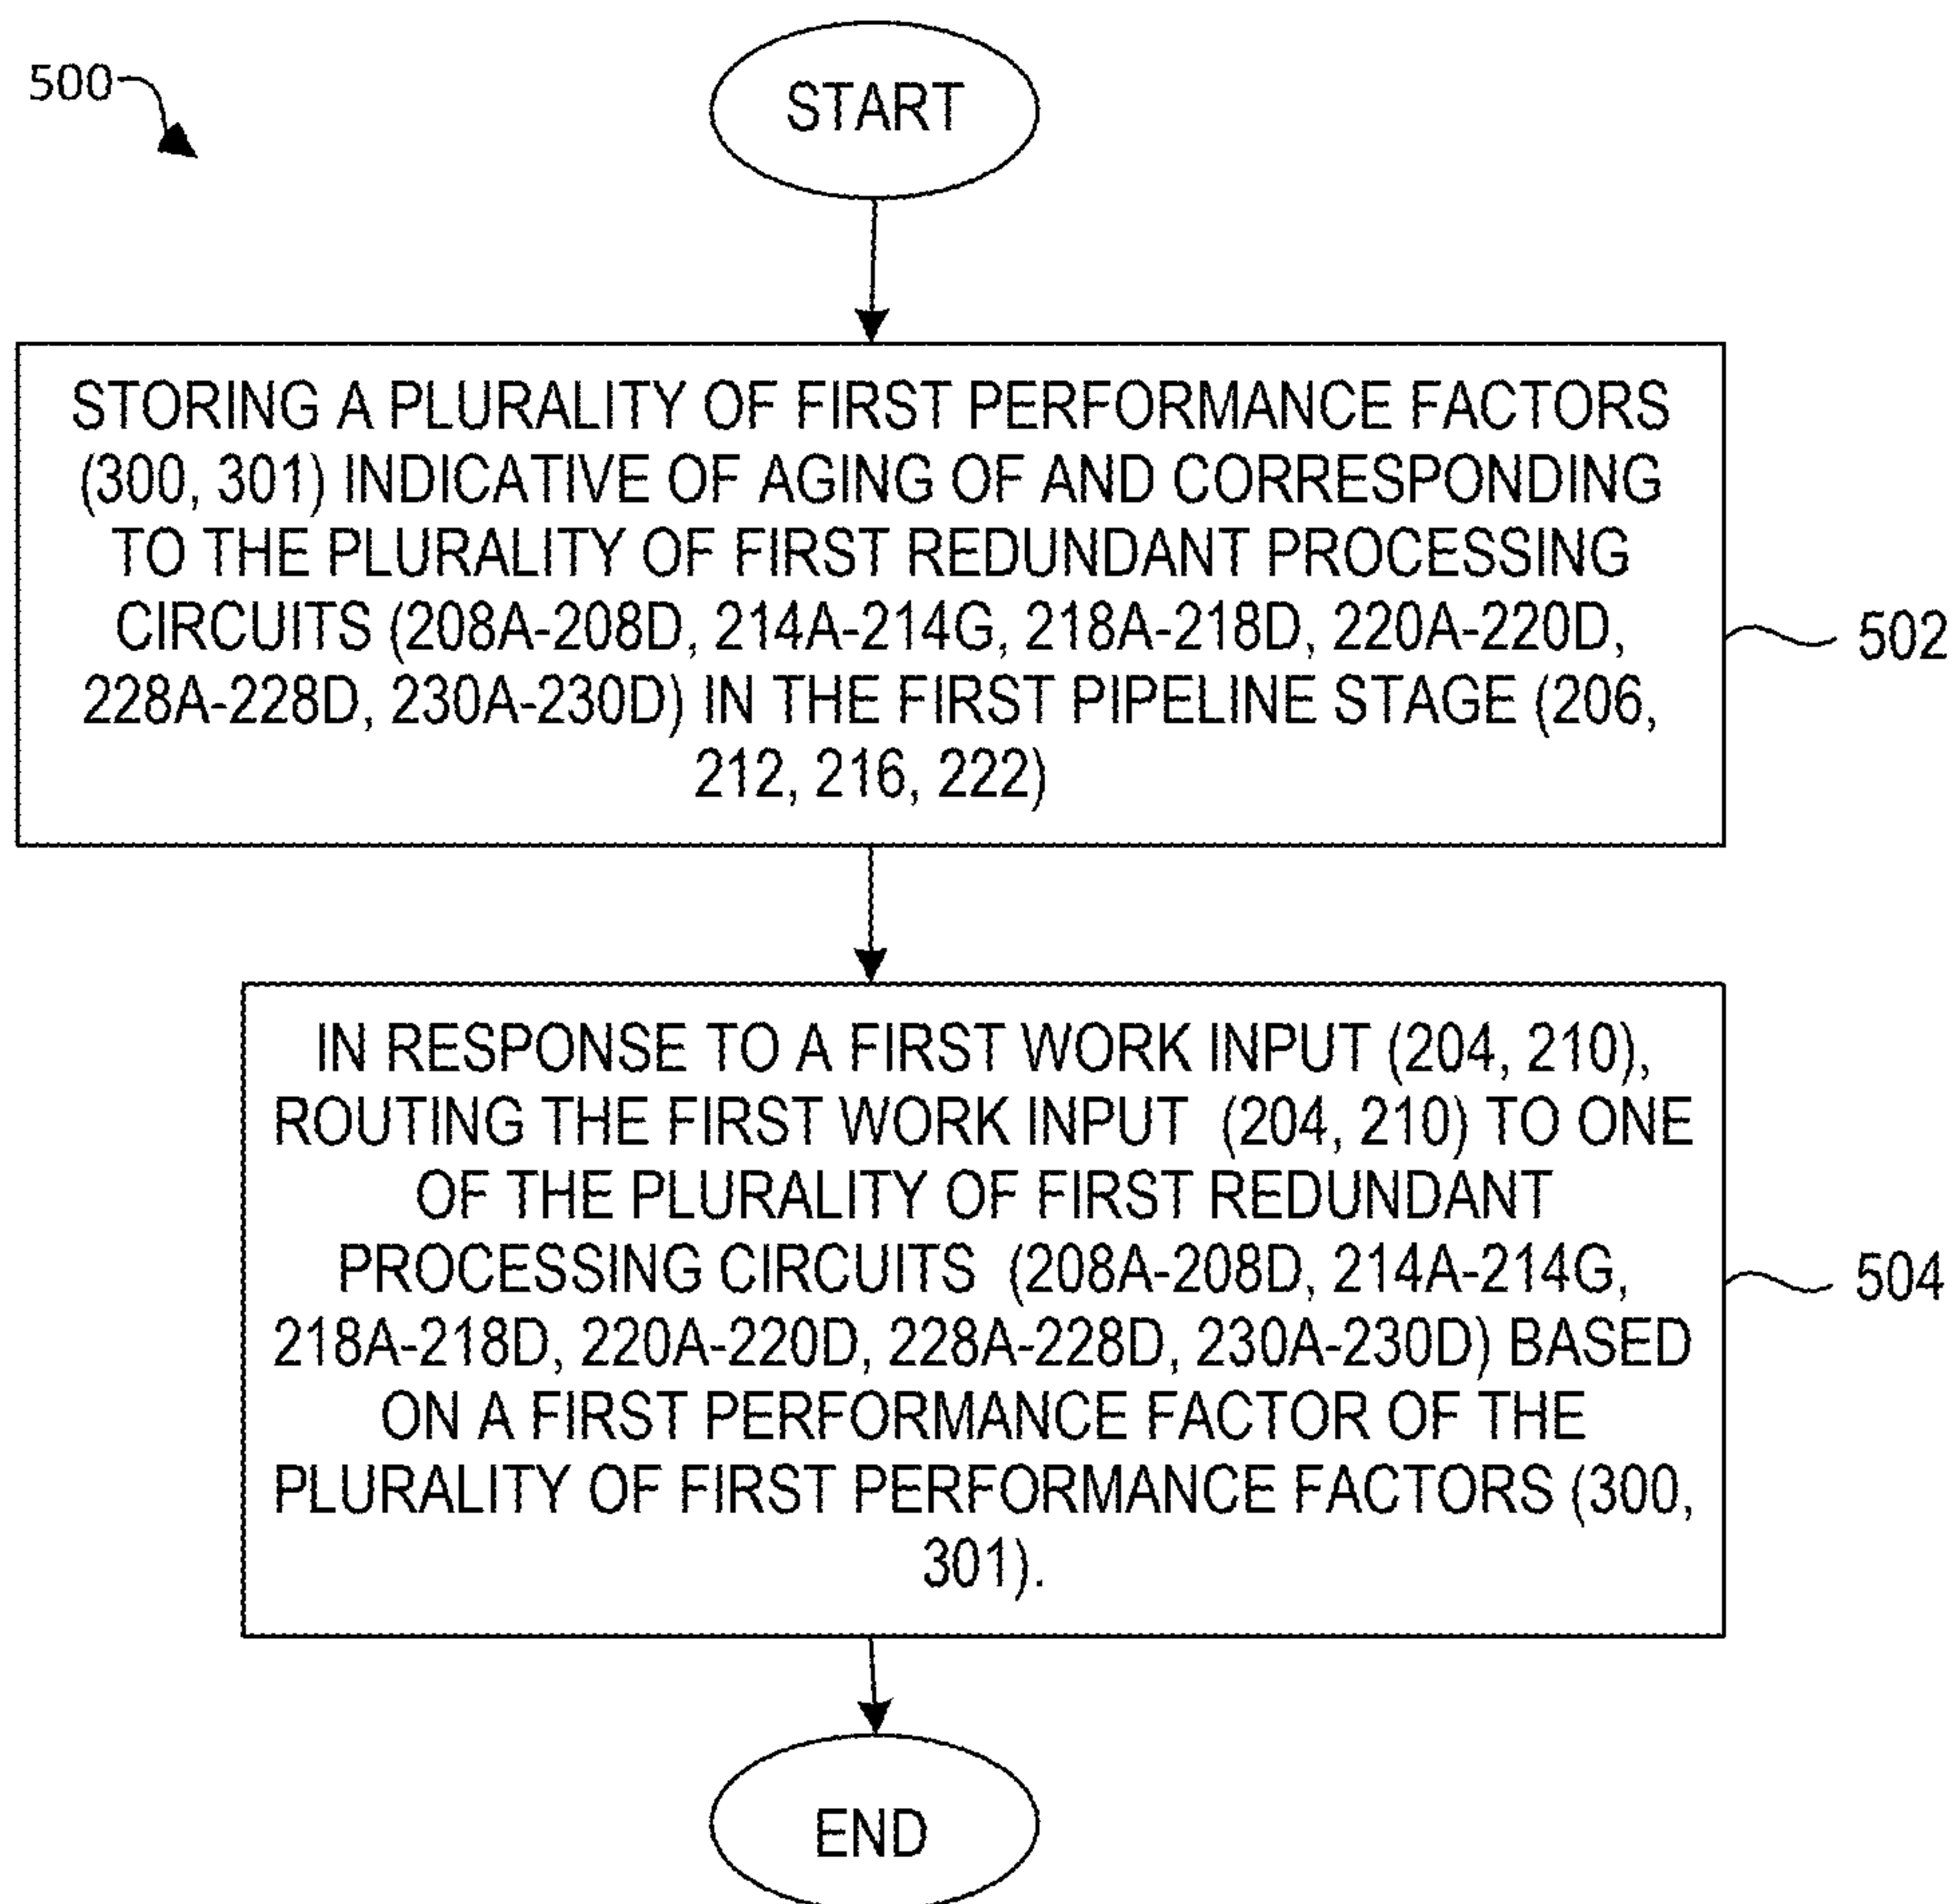 500
START
STORING A PLURALITY OF FIRST PERFORMANCE FACTORS
(300, 301) INDICATIVE OF AGING OF AND CORRESPONDING
TO THE PLURALITY OF FIRST REDUNDANT PROCESSING
CIRCUITS (208A-208D, 214A-214G, 218A-218D, 220A-220D,
228A-228D, 230A-230D) IN THE FIRST PIPELINE STAGE (206,
212, 216, 222)
502
IN RESPONSE TO A FIRST WORK INPUT (204, 210),
ROUTING THE FIRST WORK INPUT (204, 210) TO ONE
OF THE PLURALITY OF FIRST REDUNDANT
PROCESSING CIRCUITS (208A-208D, 214A-214G,
218A-218D, 220A-220D, 228A-228D, 230A-230D) BASED
ON A FIRST PERFORMANCE FACTOR OF THE
PLURALITY OF FIRST PERFORMANCE FACTORS (300,
301).
504
END